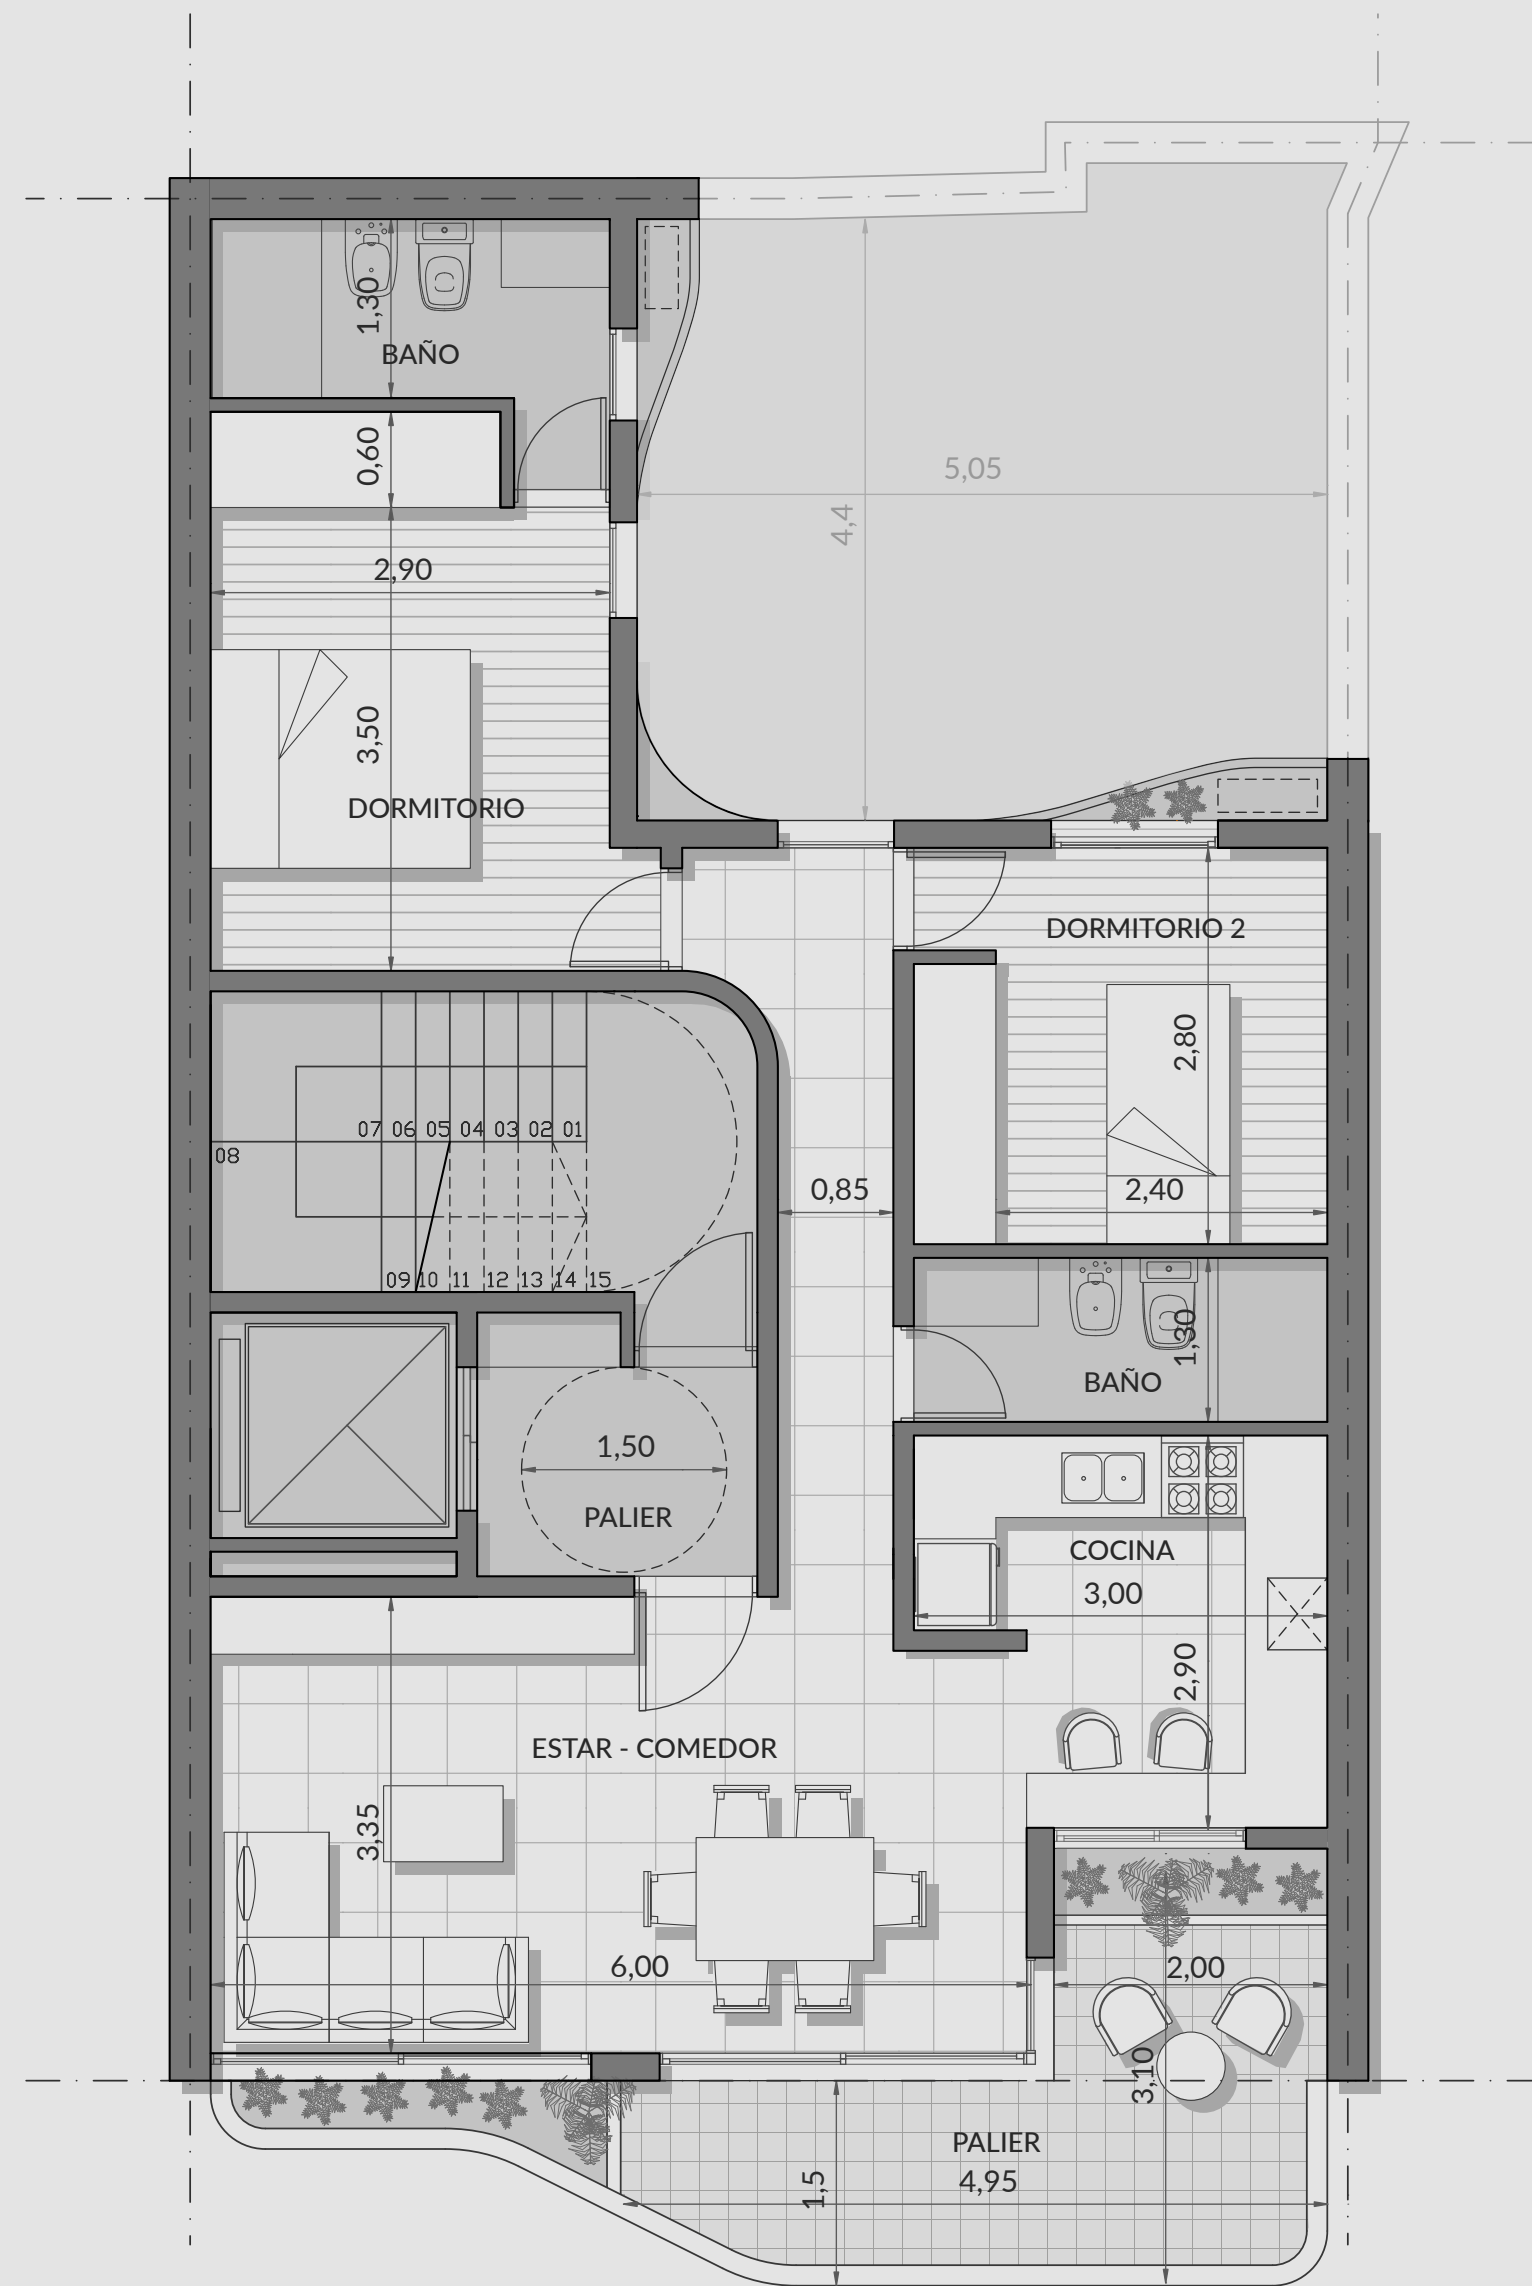 1,30
BAÑO
0,60
5,05
4,4
2,90
3,50
DORMITORIO
DORMITORIO 2
2,80
07 06 05 04 03 02 01
08
0,85
2,40
09 10 11 12 13 14 15
1,30
BAÑO
1,50
PALIER
COCINA
3,00
2,90
ESTAR - COMEDOR
3,35
6,00
2,00
3,10
PALIER
4,95
1,5